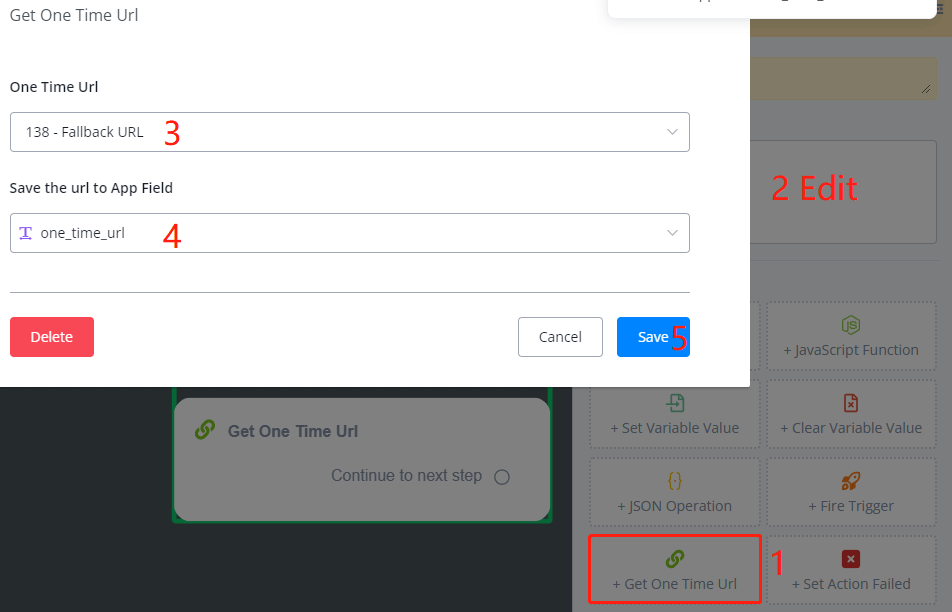 Get One Time Url
One Time Url
138 - Fallback URL 3
Save the url to App Field
one_time_url 4
Delete
Cancel
Save 5
2 Edit
JS
+ JavaScript Function
+ Set Variable Value
+ Clear Variable Value
+ JSON Operation
+ Fire Trigger
+ Get One Time Url 1
+ Set Action Failed
Get One Time Url
Continue to next step